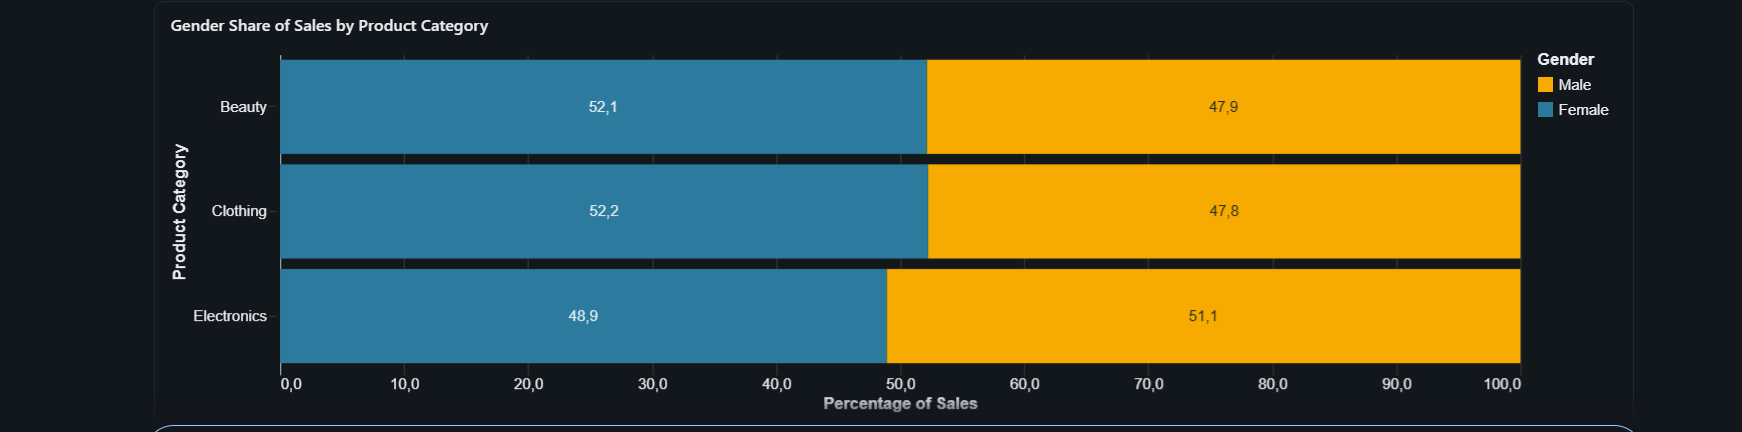 Gender Share of Sales by Product Category
Gender
Male
Female
Product Category
Beauty
52,1
47,9
Clothing
52,2
47,8
Electronics
48,9
51,1
0,0 10,0 20,0 30,0 40,0 50,0 60,0 70,0 80,0 90,0 100,0
Percentage of Sales